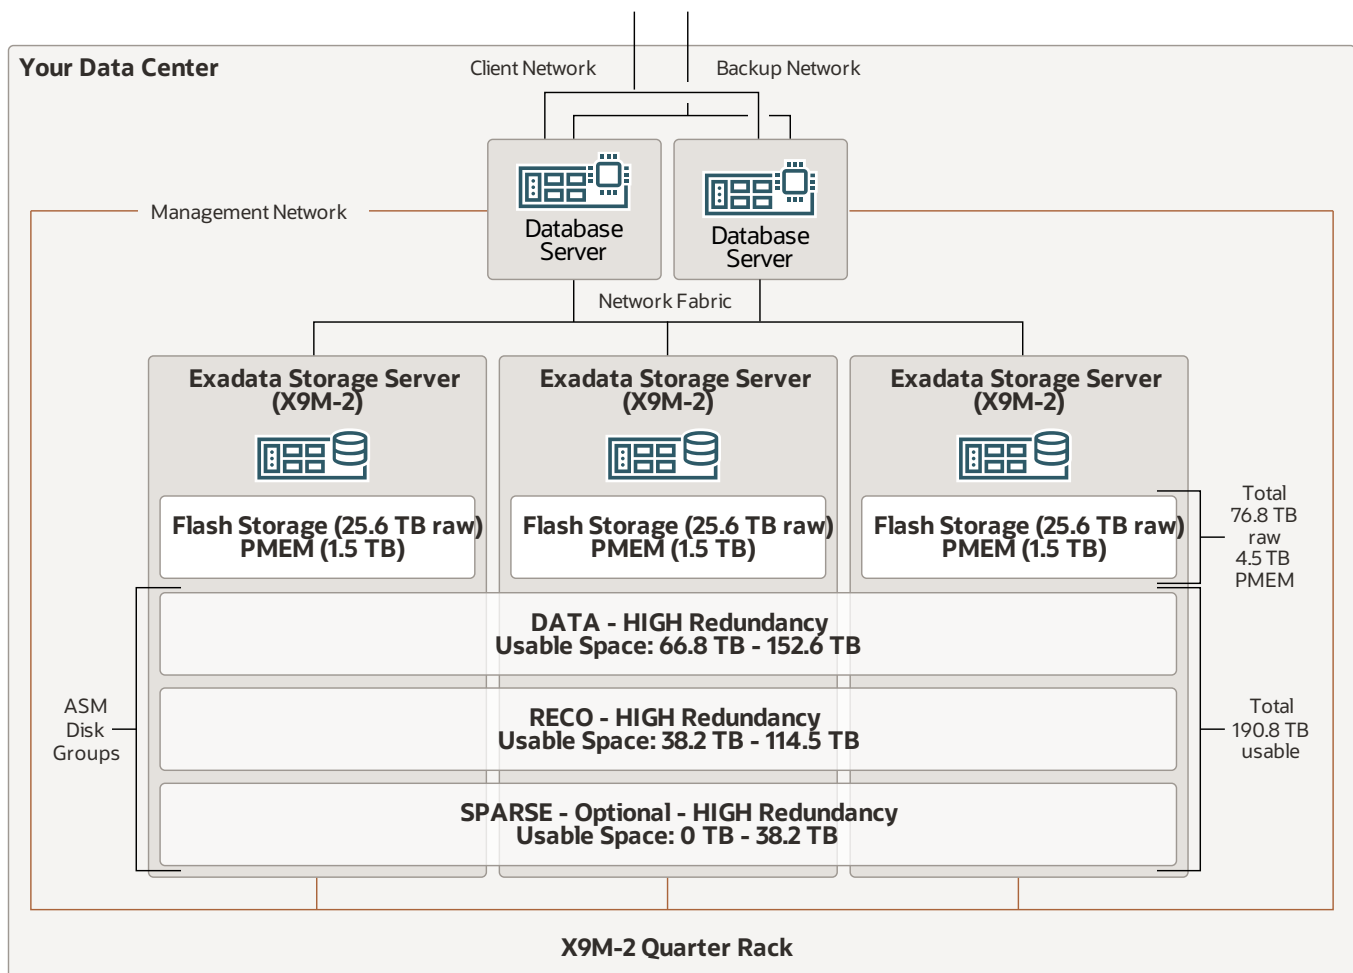 Your Data Center
Client Network
Backup Network
Management Network
Database
Server
Database
Server
Network Fabric
Exadata Storage Server
(X9M-2)
Exadata Storage Server
(X9M-2)
Exadata Storage Server
(X9M-2)
Flash Storage (25.6 TB raw)
PMEM (1.5 TB)
Flash Storage (25.6 TB raw)
PMEM (1.5 TB)
Flash Storage (25.6 TB raw)
PMEM (1.5 TB)
Total
76.8 TB
raw
4.5 TB
PMEM
DATA - HIGH Redundancy
Usable Space: 66.8 TB - 152.6 TB
ASM
Disk
Groups
RECO - HIGH Redundancy
Usable Space: 38.2 TB - 114.5 TB
Total
190.8 TB
usable
SPARSE - Optional - HIGH Redundancy
Usable Space: 0 TB - 38.2 TB
X9M-2 Quarter Rack